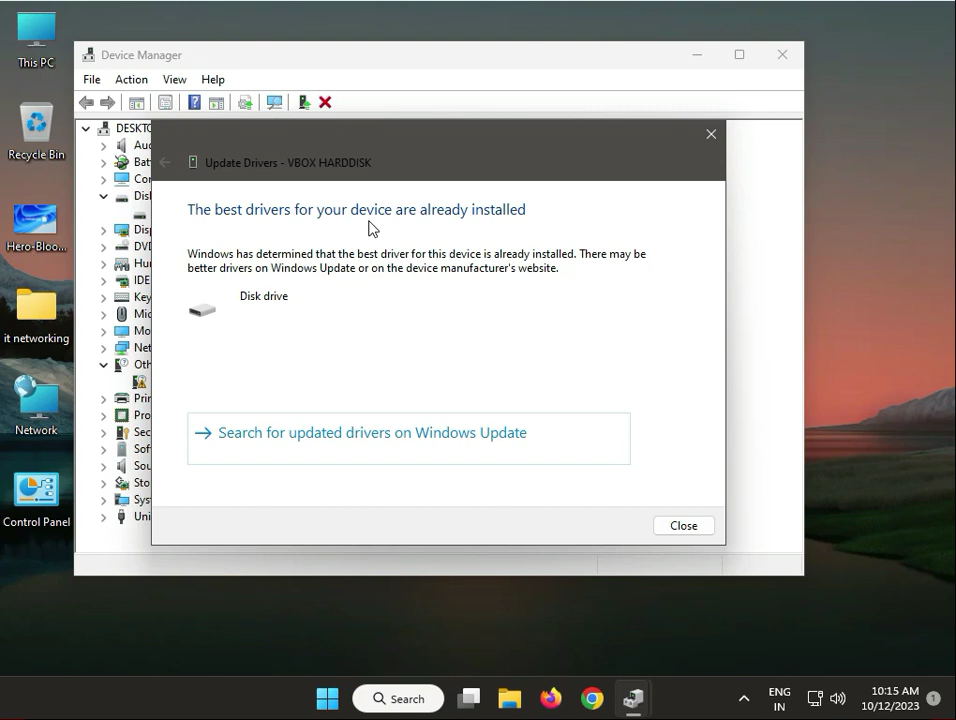 This PC
Recycle Bin
Hero-Bloo...
it networking
Network
Control Panel
Device Manager
File Action View Help
DESKTO
Update Drivers - VBOX HARDDISK
The best drivers for your device are already installed
Windows has determined that the best driver for this device is already installed. There may be
better drivers on Windows Update or on the device manufacturer's website.
Disk drive
Search for updated drivers on Windows Update
Close
Au
Bat
Co
Dis
Dis
DVD
Hu
IDE
Key
Mic
Mo
Net
Oth
Prin
Pro
Sec
Sof
Sou
Sto
Sys
Uni
Search
ENG
IN
10:15 AM
10/12/2023
1